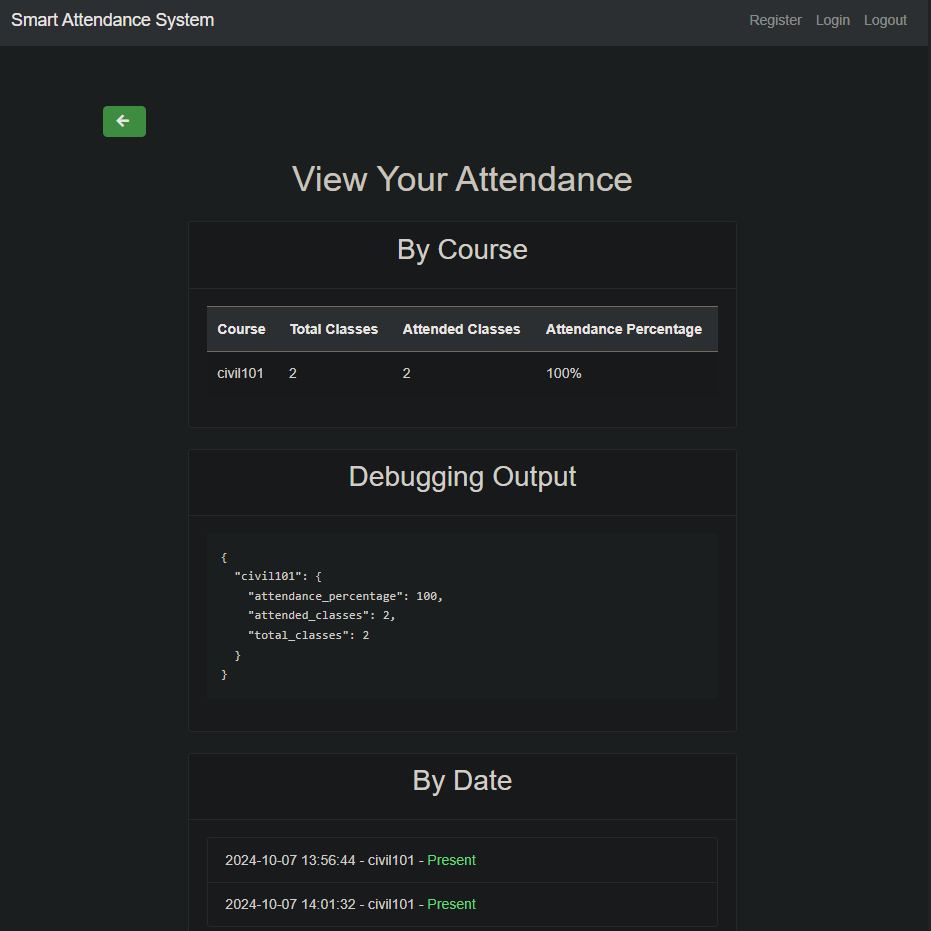 Smart Attendance System Register Login Logout
View Your Attendance
By Course
Course Total Classes Attended Classes Attendance Percentage
civil101 2 2 100%
Debugging Output
{
  "civil101": {
    "attendance_percentage": 100,
    "attended_classes": 2,
    "total_classes": 2
  }
}
By Date
2024-10-07 13:56:44 - civil101 - Present
2024-10-07 14:01:32 - civil101 - Present